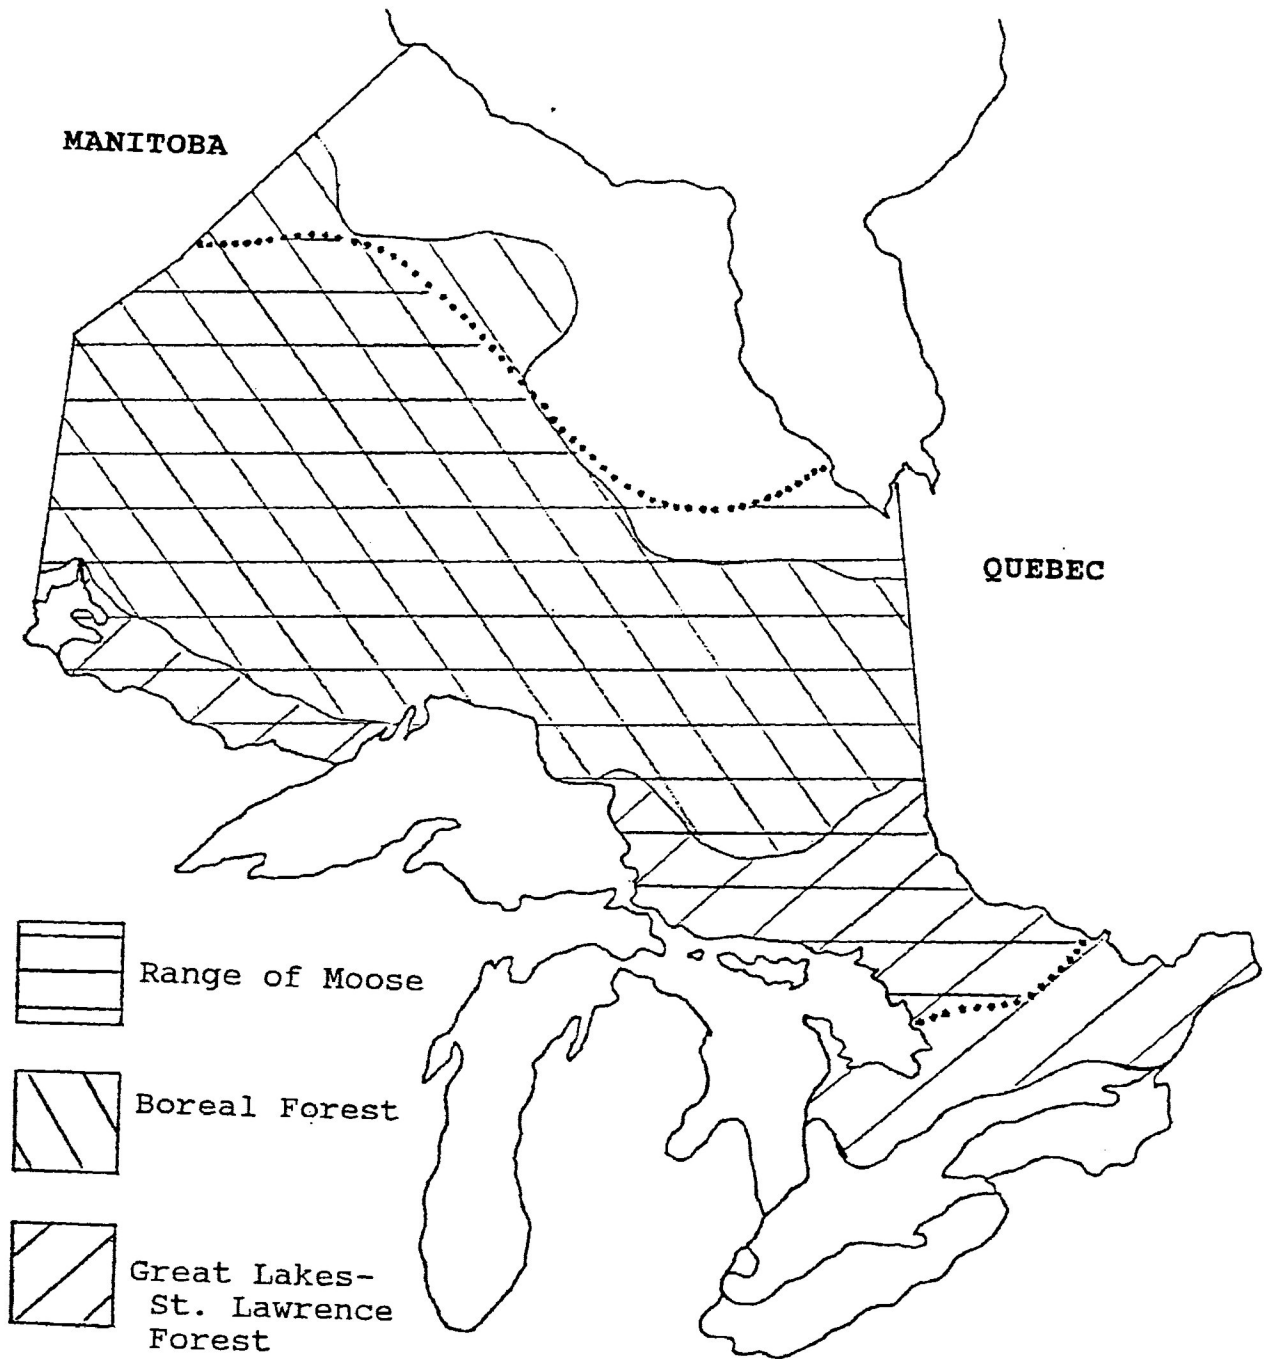 MANITOBA
QUEBEC
Range of Moose
Boreal Forest
Great Lakes-
St. Lawrence
Forest